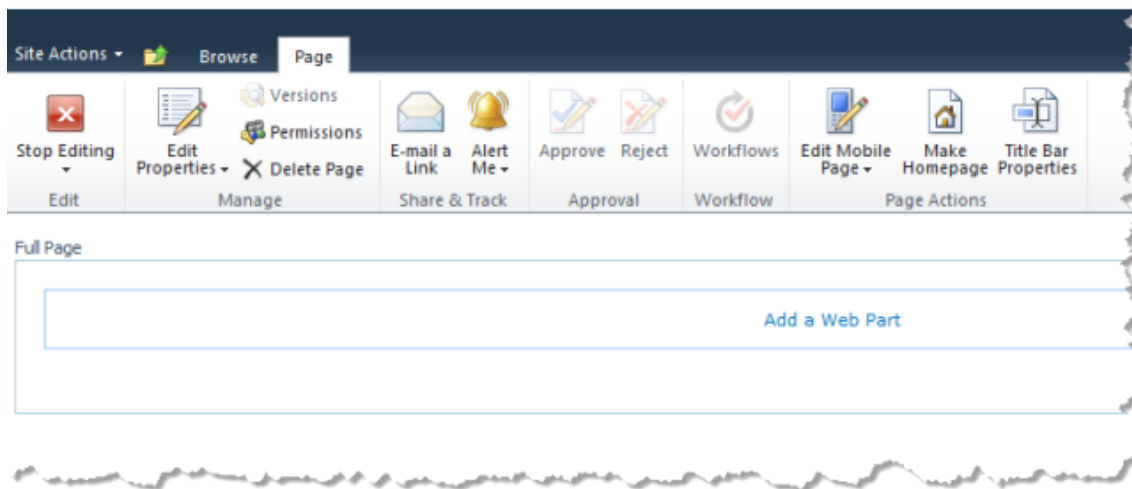 Site Actions Browse Page
Versions
Permissions
Delete Page
Stop Editing
Edit Properties
E-mail a Link
Alert Me
Approve
Reject
Workflows
Edit Mobile Page
Make Homepage
Title Bar Properties
Edit Manage Share & Track Approval Workflow Page Actions
Full Page
Add a Web Part